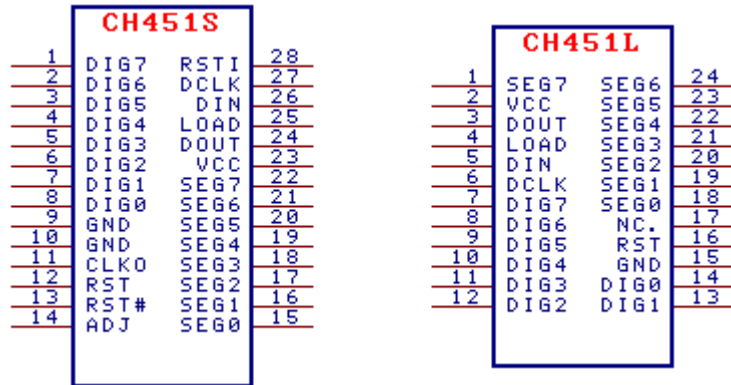 CH451S
1 DIG7 RSTI 28
2 DIG6 DCLK 27
3 DIG5 DIN 26
4 DIG4 LOAD 25
5 DIG3 DOUT 24
6 DIG2 VCC 23
7 DIG1 SEG7 22
8 DIG0 SEG6 21
9 GND SEG5 20
10 GND SEG4 19
11 CLKO SEG3 18
12 RST SEG2 17
13 RST# SEG1 16
14 ADJ SEG0 15
CH451L
1 SEG7 SEG6 24
2 VCC SEG5 23
3 DOUT SEG4 22
4 LOAD SEG3 21
5 DIN SEG2 20
6 DCLK SEG1 19
7 DIG7 SEG0 18
8 DIG6 NC. 17
9 DIG5 RST 16
10 DIG4 GND 15
11 DIG3 DIG0 14
12 DIG2 DIG1 13